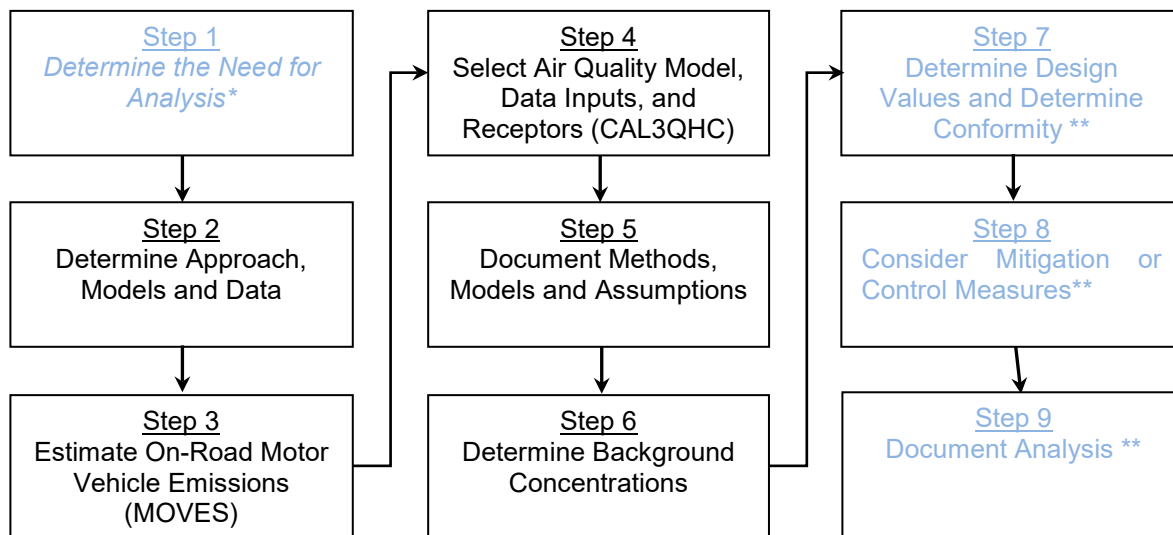 Step 1
Determine the Need for
Analysis*
Step 2
Determine Approach,
Models and Data
Step 3
Estimate On-Road Motor
Vehicle Emissions
(MOVES)
Step 4
Select Air Quality Model,
Data Inputs, and
Receptors (CAL3QHC)
Step 5
Document Methods,
Models and Assumptions
Step 6
Determine Background
Concentrations
Step 7
Determine Design
Values and Determine
Conformity **
Step 8
Consider Mitigation or
Control Measures**
Step 9
Document Analysis **